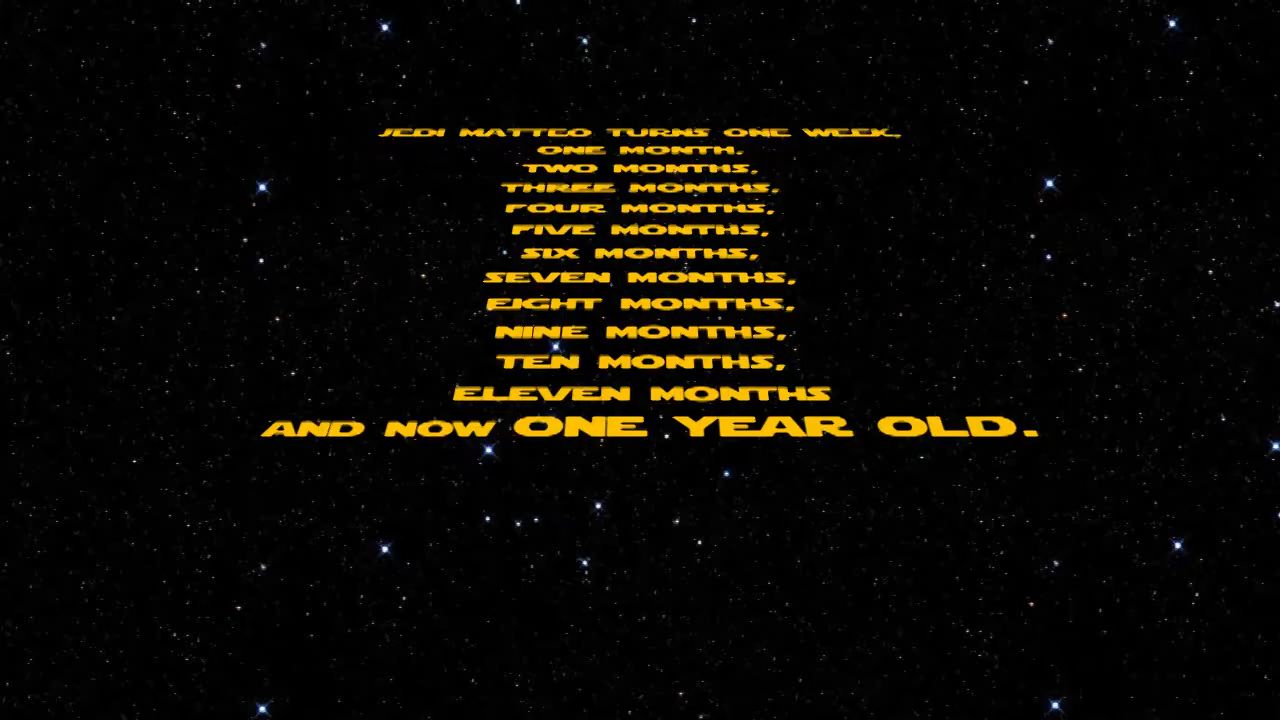 JEDI MATTEO TURNS ONE WEEK,
ONE MONTH.
TWO MONTHS,
THREE MONTHS,
FOUR MONTHS,
FIVE MONTHS,
SIX MONTHS,
SEVEN MONTHS,
EIGHT MONTHS,
NINE MONTHS,
TEN MONTHS,
ELEVEN MONTHS
AND NOW ONE YEAR OLD.